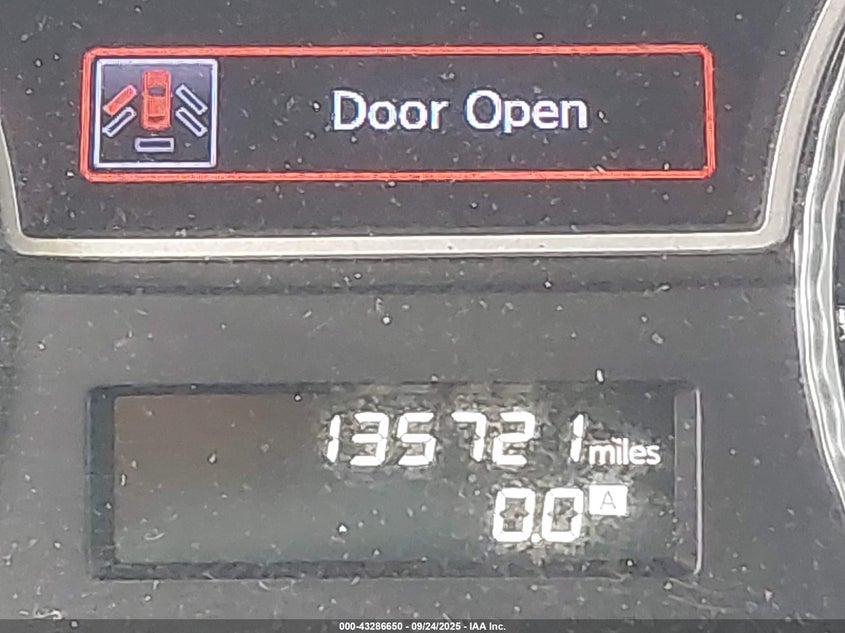 Door Open
135721 miles
0.0 A
000-43286650 - 09/24/2025 - IAA Inc.